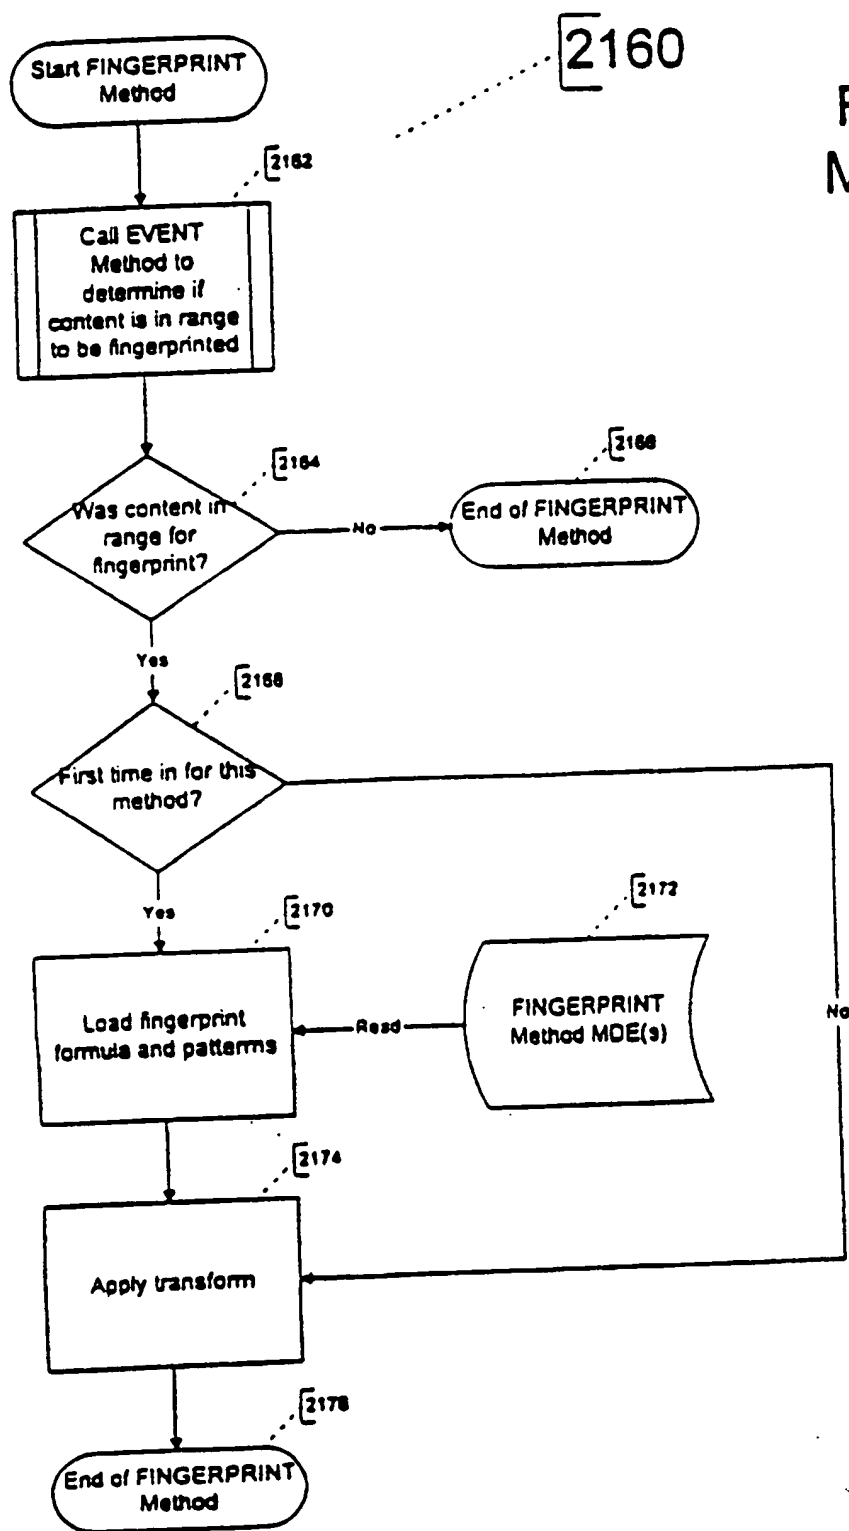 2160
Start FINGERPRINT
Method
2162
Call EVENT
Method to
determine if
content is in range
to be fingerprinted
2164
Was content in
range for
fingerprint?
No
2166
End of FINGERPRINT
Method
Yes
2168
First time in for this
method?
Yes
2170
2172
Load fingerprint
formula and patterns
Read
FINGERPRINT
Method MDE(s)
No
2174
Apply transform
2176
End of FINGERPRINT
Method